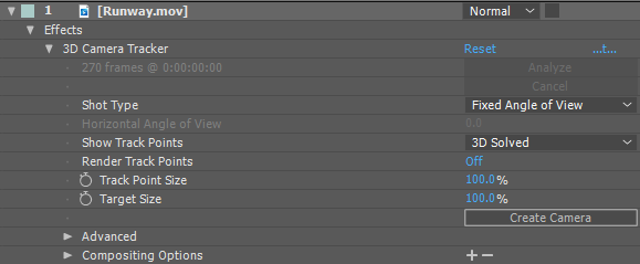 1 [Runway.mov] Normal
Effects
3D Camera Tracker Reset ...t...
270 frames @ 0:00:00:00 Analyze
Cancel
Shot Type Fixed Angle of View
Horizontal Angle of View 0.0
Show Track Points 3D Solved
Render Track Points Off
Track Point Size 100.0 %
Target Size 100.0 %
Create Camera
Advanced
Compositing Options + –